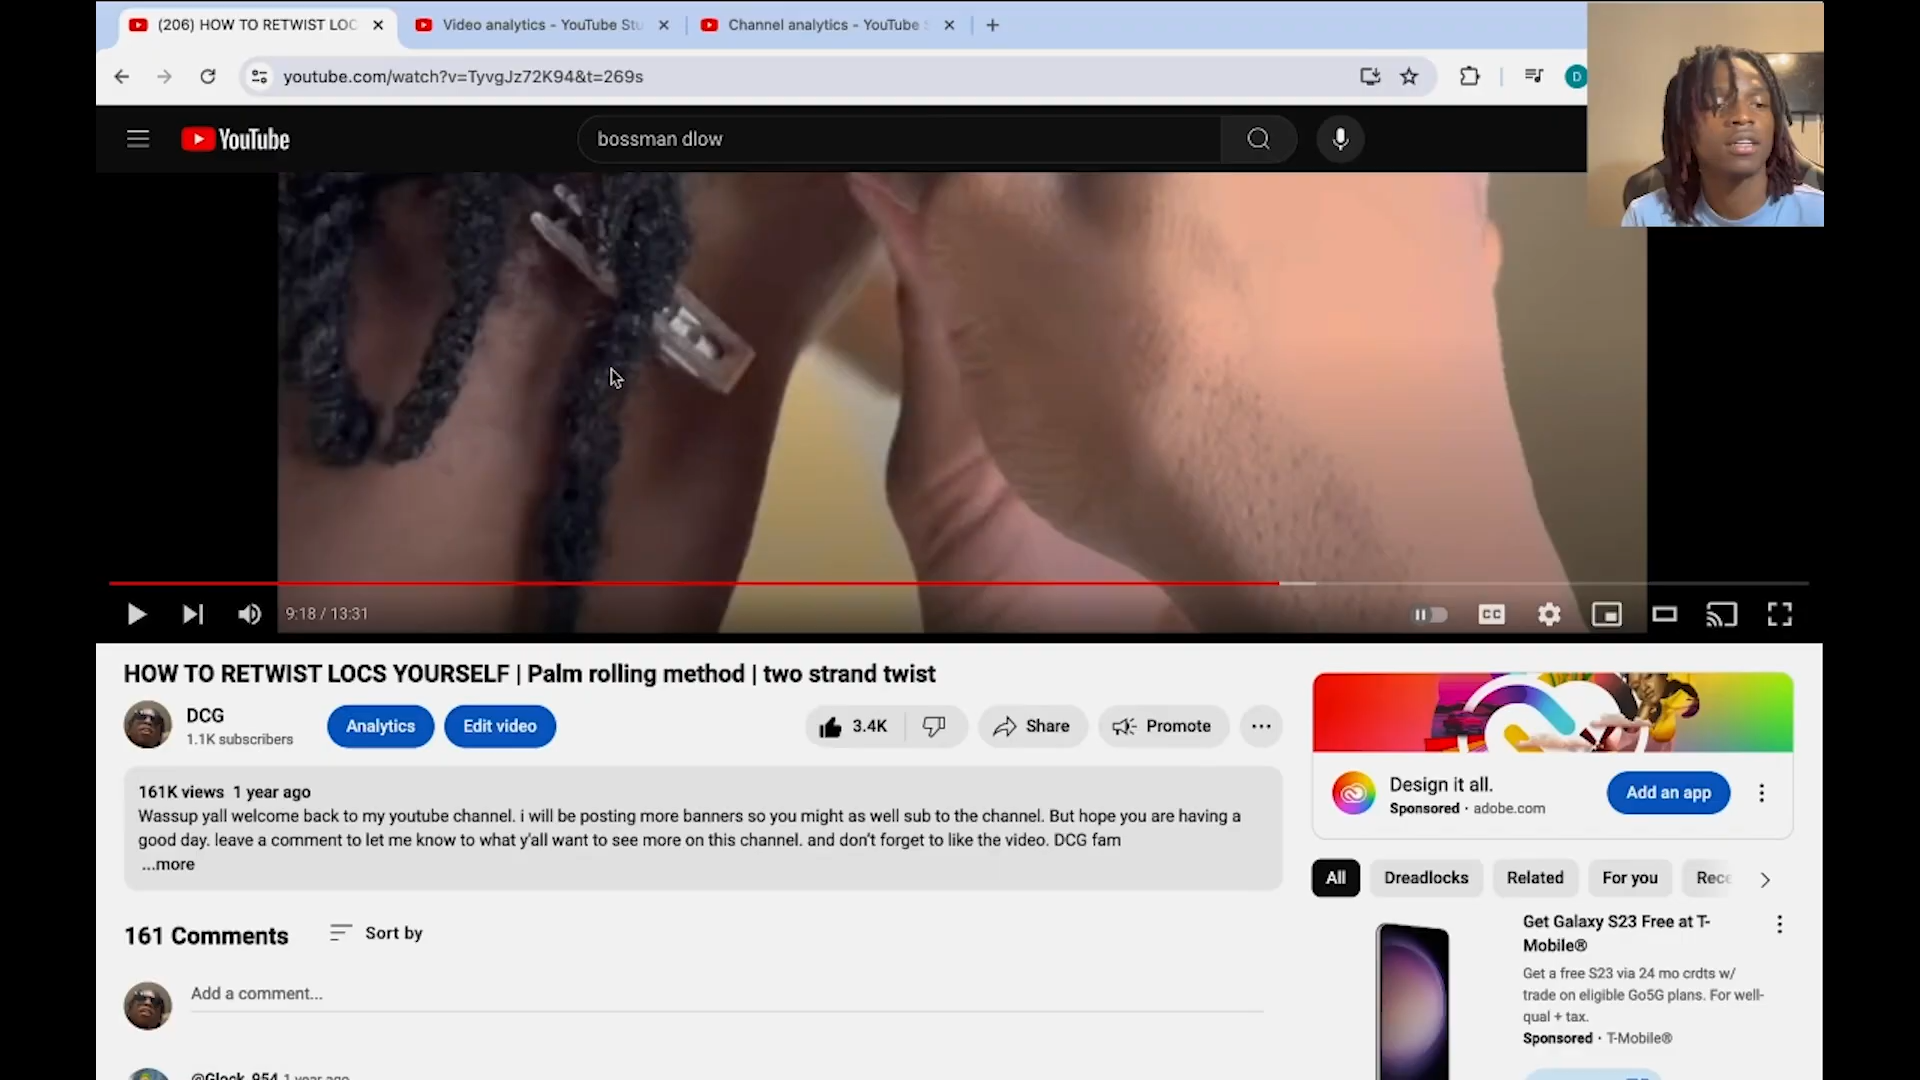 (206) HOW TO RETWIST LOC
Video analytics - YouTube Stu
Channel analytics - YouTube S
youtube.com/watch?v=TyvgJz72K94&t=269s
D
YouTube
bossman dlow
9:18 / 13:31
CC
HOW TO RETWIST LOCS YOURSELF | Palm rolling method | two strand twist
DCG
1.1K subscribers
Analytics
Edit video
3.4K
Share
Promote
161K views 1 year ago
Wassup yall welcome back to my youtube channel. i will be posting more banners so you might as well sub to the channel. But hope you are having a
good day. leave a comment to let me know to what y'all want to see more on this channel. and don't forget to like the video. DCG fam
...more
161 Comments
Sort by
Add a comment...
@Glock_954 1 year ago
Design it all.
Sponsored · adobe.com
Add an app
All
Dreadlocks
Related
For you
Rece
Get Galaxy S23 Free at T-
Mobile®
Get a free S23 via 24 mo crdts w/
trade on eligible Go5G plans. For well-
qual + tax.
Sponsored · T-Mobile®